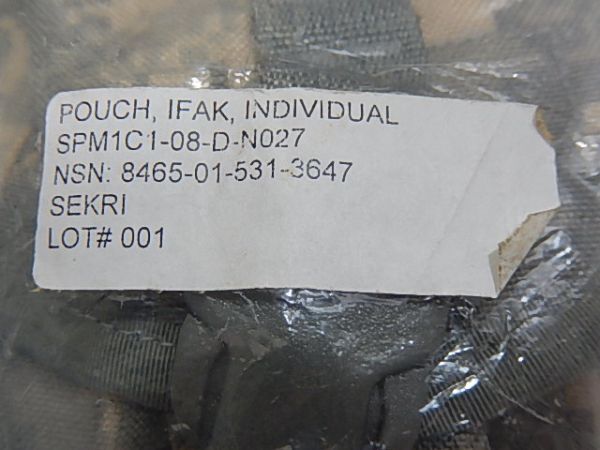 POUCH, IFAK, INDIVIDUAL
SPM1C1-08-D-N027
NSN: 8465-01-531-3647
SEKRI
LOT# 001